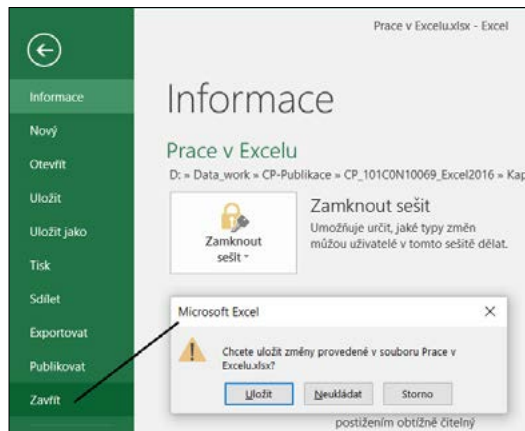 Prace v Excelu.xlsx - Excel
Informace
Nový
Otevřít
Uložit
Uložit jako
Tisk
Sdílet
Exportovat
Publikovat
Zavřít
Informace
Prace v Excelu
D: » Data_work » CP-Publikace » CP_101C0N10069_Excel2016 » Kap
Zamknout
sešit
Zamknout sešit
Umožňuje určit, jaké typy změn
můžou uživatelé v tomto sešitě dělat.
Microsoft Excel
Chcete uložit změny provedené v souboru Prace v
Excelu.xlsx?
Uložit Neukládat Storno
postižením obtížně čitelný